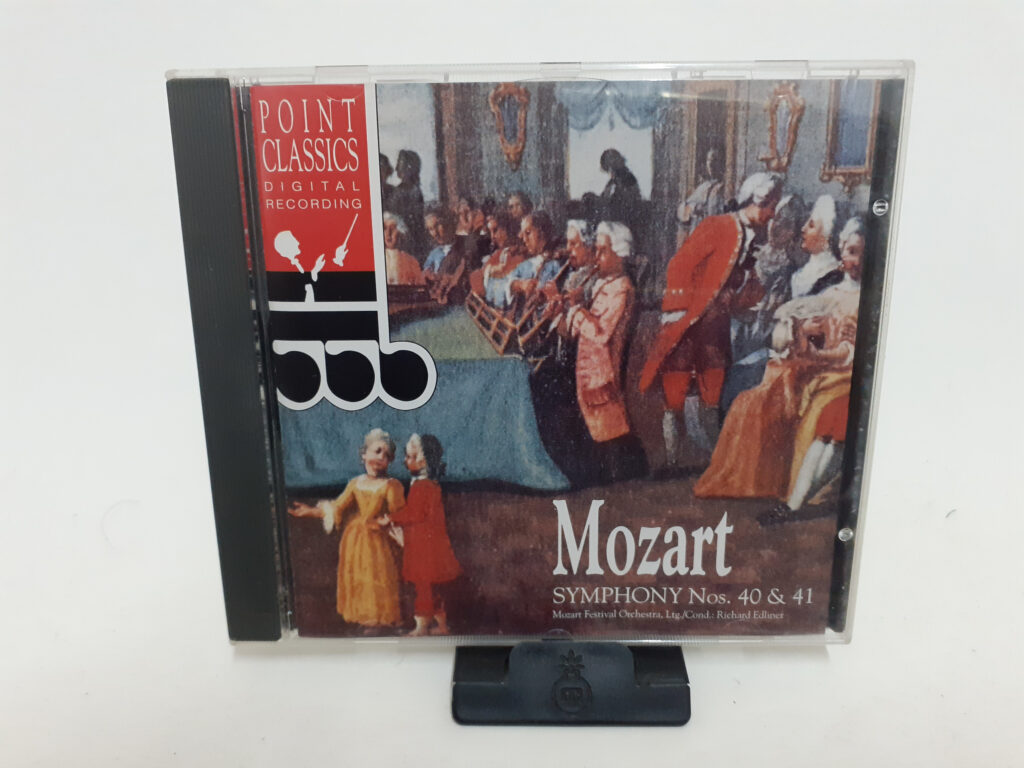 POINT
CLASSICS
DIGITAL
RECORDING
Mozart
SYMPHONY Nos. 40 & 41
Mozart Festival Orchestra, Ltg./Cond.: Richard Edlinger